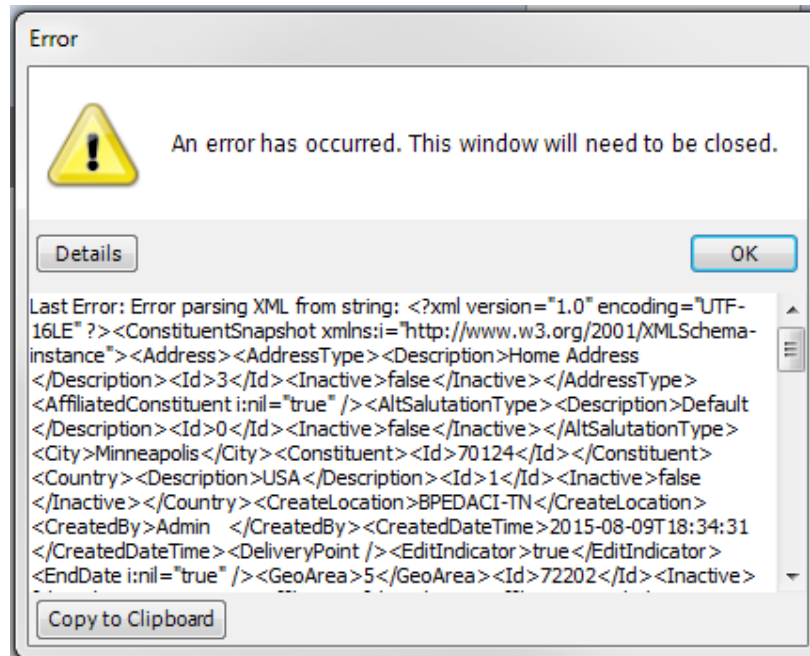 Error
An error has occurred. This window will need to be closed.
Details
OK
Last Error: Error parsing XML from string: <?xml version="1.0" encoding="UTF-
16LE" ?><ConstituentSnapshot xmlns:i="http://www.w3.org/2001/XMLSchema-
instance"><Address><AddressType><Description>Home Address
</Description><Id>3</Id><Inactive>false</Inactive></AddressType>
<AffiliatedConstituent i:nil="true" /><AltSalutationType><Description>Default
</Description><Id>0</Id><Inactive>false</Inactive></AltSalutationType>
<City>Minneapolis</City><Constituent><Id>70124</Id></Constituent>
<Country><Description>USA</Description><Id>1</Id><Inactive>false
</Inactive></Country><CreateLocation>BPEDACI-TN</CreateLocation>
<CreatedBy>Admin   </CreatedBy><CreatedDateTime>2015-08-09T18:34:31
</CreatedDateTime><DeliveryPoint /><EditIndicator>true</EditIndicator>
<EndDate i:nil="true" /><GeoArea>5</GeoArea><Id>72202</Id><Inactive>
Copy to Clipboard